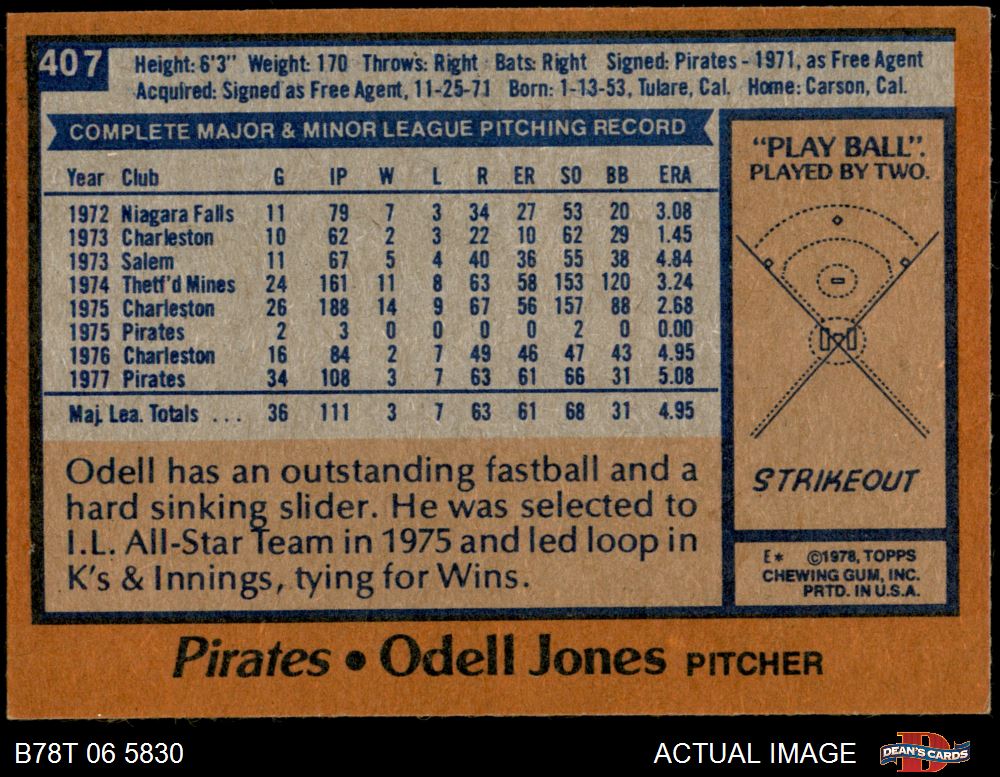 407
Height: 6'3" Weight: 170 Throws: Right Bats: Right Signed: Pirates - 1971, as Free Agent
Acquired: Signed as Free Agent, 11-25-71 Born: 1-13-53, Tulare, Cal. Home: Carson, Cal.
COMPLETE MAJOR & MINOR LEAGUE PITCHING RECORD
Year Club G IP W L R ER SO BB ERA
1972 Niagara Falls 11 79 7 3 34 27 53 20 3.08
1973 Charleston 10 62 2 3 22 10 62 29 1.45
1973 Salem 11 67 5 4 40 36 55 38 4.84
1974 Thetf'd Mines 24 161 11 8 63 58 153 120 3.24
1975 Charleston 26 188 14 9 67 56 157 88 2.68
1975 Pirates 2 3 0 0 0 0 2 0 0.00
1976 Charleston 16 84 2 7 49 46 47 43 4.95
1977 Pirates 34 108 3 7 63 61 66 31 5.08
Maj. Lea. Totals ... 36 111 3 7 63 61 68 31 4.95
Odell has an outstanding fastball and a
hard sinking slider. He was selected to
I.L. All-Star Team in 1975 and led loop in
K's & Innings, tying for Wins.
"PLAY BALL".
PLAYED BY TWO.
STRIKEOUT
E* ©1978, TOPPS
CHEWING GUM, INC.
PRTD. IN U.S.A.
Pirates • Odell Jones PITCHER
B78T 06 5830
ACTUAL IMAGE
DEAN'S CARDS